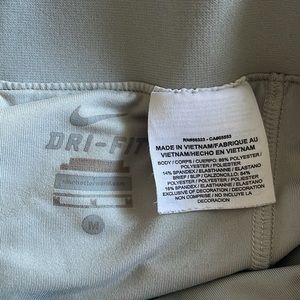 DRI-FIT
M
RN#56323 - CA#05553
MADE IN VIETNAM/FABRIQUE AU
VIETNAM/HECHO EN VIETNAM
BODY / CORPS / CUERPO: 86% POLYESTER
POLYESTER / POLIÉSTER
14% SPANDEX / ELASTHANNE / ELASTANO
BRIEF / SLIP / CALZONCILLO: 84%
POLYESTER / POLYESTER / POLIÉSTER
16% SPANDEX / ELASTHANNE / ELASTANO
EXCLUSIVE OF DECORATION / DÉCORATION
NON COMPRISE / NO INCLUYE LA
DECORACIÓN